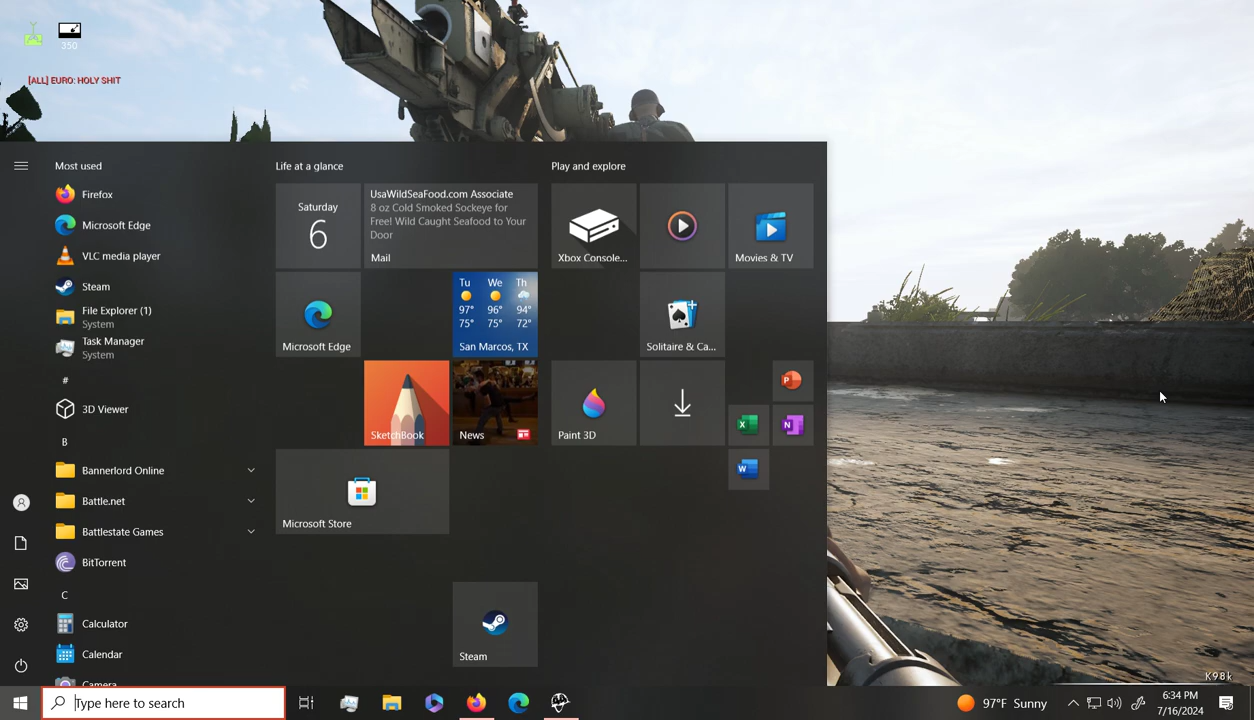 350
[ALL] EURO: HOLY SHIT
Most used
Firefox
Microsoft Edge
VLC media player
Steam
File Explorer (1)
System
Task Manager
System
#
3D Viewer
B
Bannerlord Online
Battle.net
Battlestate Games
BitTorrent
C
Calculator
Calendar
Camera
Life at a glance
Saturday
6
UsaWildSeaFood.com Associate
8 oz Cold Smoked Sockeye for
Free! Wild Caught Seafood to Your
Door
Mail
Microsoft Edge
Tu We Th
97° 96° 94°
75° 75° 72°
San Marcos, TX
SketchBook
News
Microsoft Store
Steam
Play and explore
Xbox Console...
Movies & TV
Solitaire & Ca...
Paint 3D
P
X
N
W
K98k
Type here to search
97°F Sunny
6:34 PM
7/16/2024